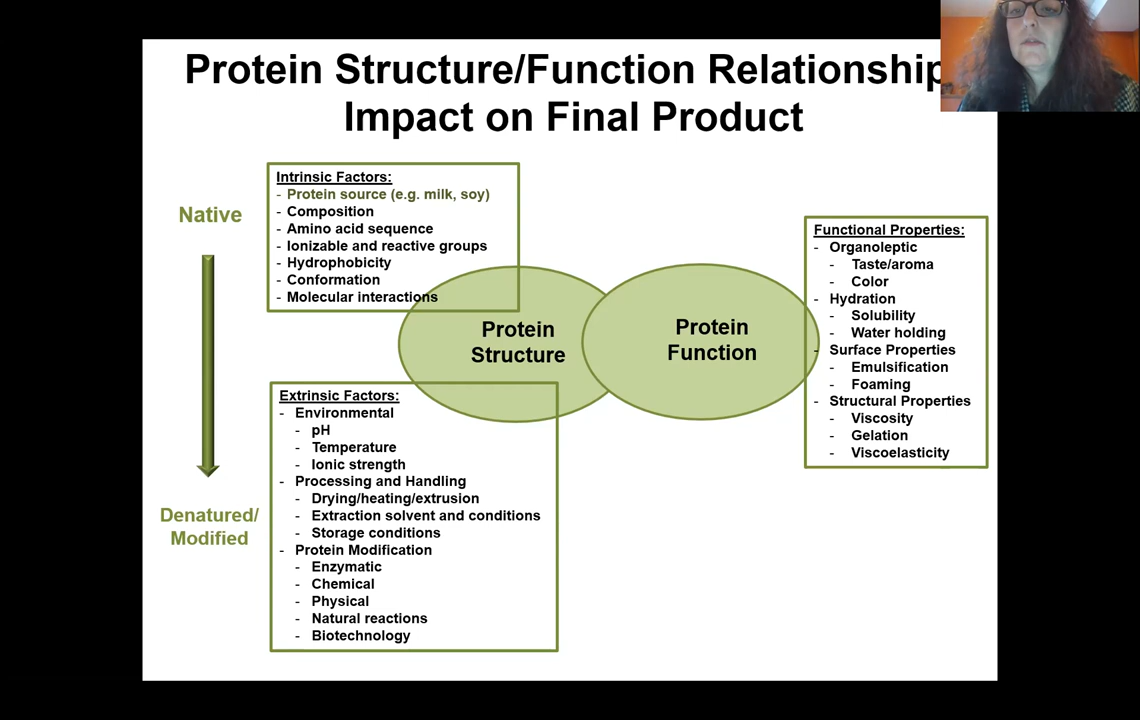 Protein Structure/Function Relationship
Impact on Final Product
Native
Denatured/
Modified
Intrinsic Factors:
- Protein source (e.g. milk, soy)
- Composition
- Amino acid sequence
- Ionizable and reactive groups
- Hydrophobicity
- Conformation
- Molecular interactions
Protein
Structure
Protein
Function
Extrinsic Factors:
- Environmental
- pH
- Temperature
- Ionic strength
- Processing and Handling
- Drying/heating/extrusion
- Extraction solvent and conditions
- Storage conditions
- Protein Modification
- Enzymatic
- Chemical
- Physical
- Natural reactions
- Biotechnology
Functional Properties:
- Organoleptic
- Taste/aroma
- Color
- Hydration
- Solubility
- Water holding
- Surface Properties
- Emulsification
- Foaming
- Structural Properties
- Viscosity
- Gelation
- Viscoelasticity